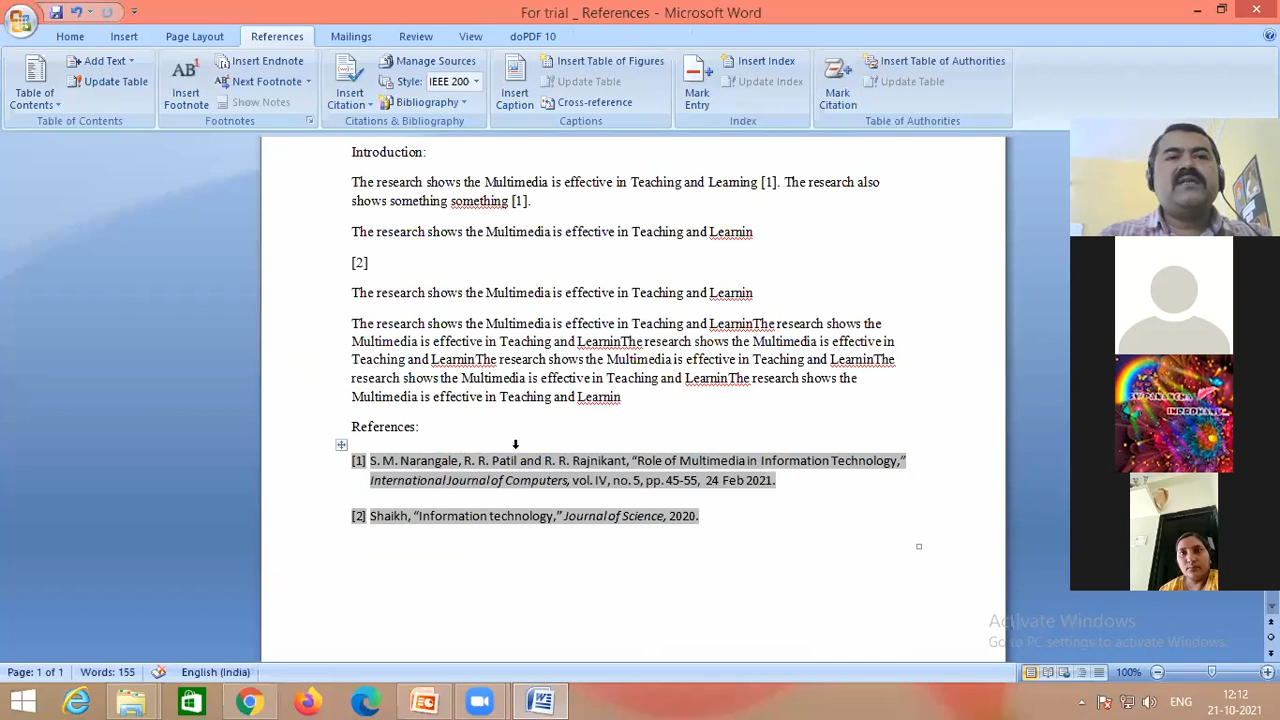 For trial _ References - Microsoft Word
Home Insert Page Layout References Mailings Review View doPDF 10
Table of Contents
Add Text
Update Table
Table of Contents
AB1
Insert Footnote
Insert Endnote
Next Footnote
Show Notes
Footnotes
Insert Citation
Manage Sources
Style: IEEE 200
Bibliography
Citations & Bibliography
Insert Caption
Insert Table of Figures
Update Table
Cross-reference
Captions
Mark Entry
Insert Index
Update Index
Index
Mark Citation
Insert Table of Authorities
Update Table
Table of Authorities
Introduction:
The research shows the Multimedia is effective in Teaching and Learning [1]. The research also
shows something something [1].
The research shows the Multimedia is effective in Teaching and Learnin
[2]
The research shows the Multimedia is effective in Teaching and Learnin
The research shows the Multimedia is effective in Teaching and LearninThe research shows the
Multimedia is effective in Teaching and LearninThe research shows the Multimedia is effective in
Teaching and LearninThe research shows the Multimedia is effective in Teaching and LearninThe
research shows the Multimedia is effective in Teaching and LearninThe research shows the
Multimedia is effective in Teaching and Learnin
References:
[1] S. M. Narangale, R. R. Patil and R. R. Rajnikant, “Role of Multimedia in Information Technology,”
International Journal of Computers, vol. IV, no. 5, pp. 45-55, 24 Feb 2021.
[2] Shaikh, “Information technology,” Journal of Science, 2020.
Activate Windows
Go to PC settings to activate Windows.
Page: 1 of 1 Words: 155 English (India) 100%
ENG
12:12
21-10-2021